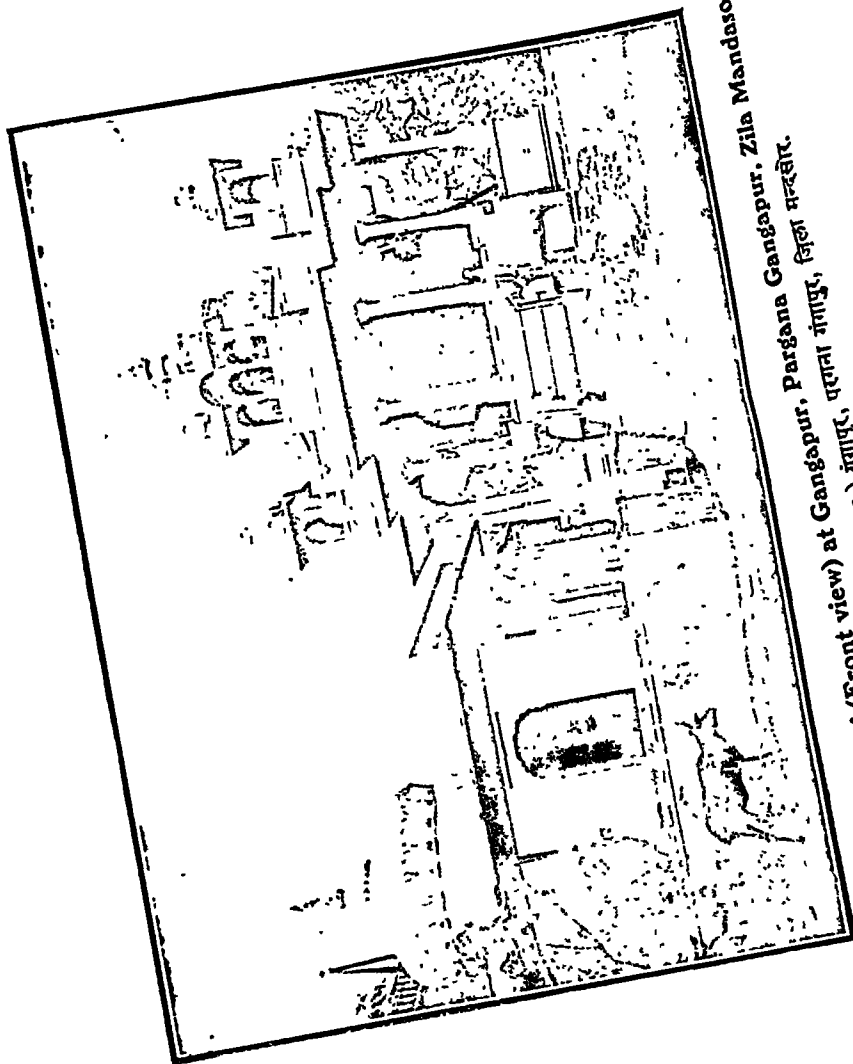 (Front view) at Gangapur, Pargana Gangapur, Zila Mandaso
गंगापुर, परगना गंगापुर, ज़िला मन्दसोर.